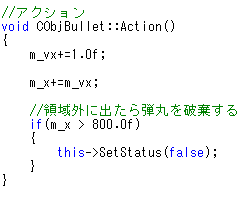 //アクション
void CObjBullet::Action()
{
    m_vx+=1.0f;

    m_x+=m_vx;

    //領域外に出たら弾丸を破棄する
    if(m_x > 800.0f)
    {
        this->SetStatus(false);
    }
}